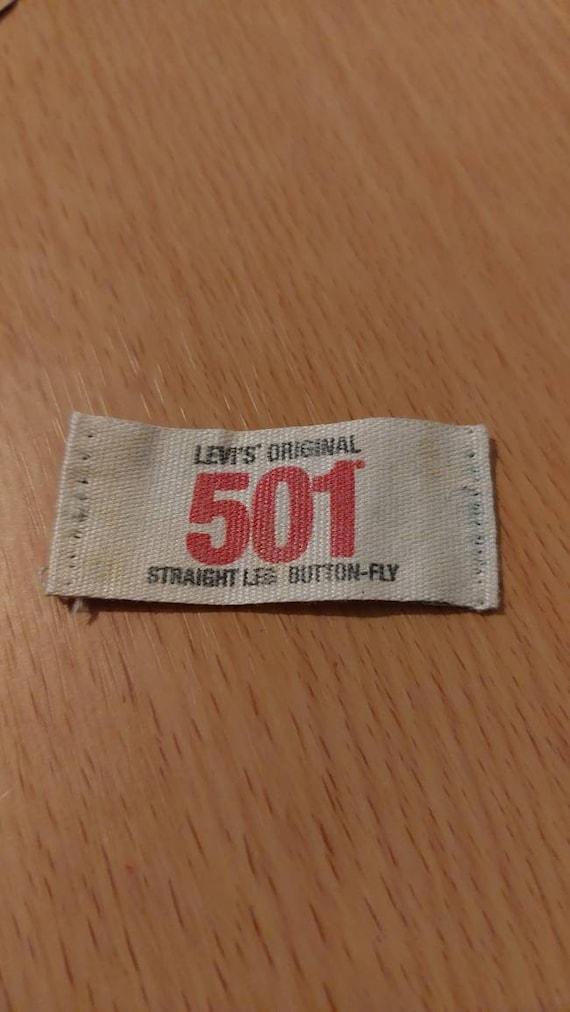 LEVI'S® ORIGINAL
501®
STRAIGHT LEG BUTTON-FLY